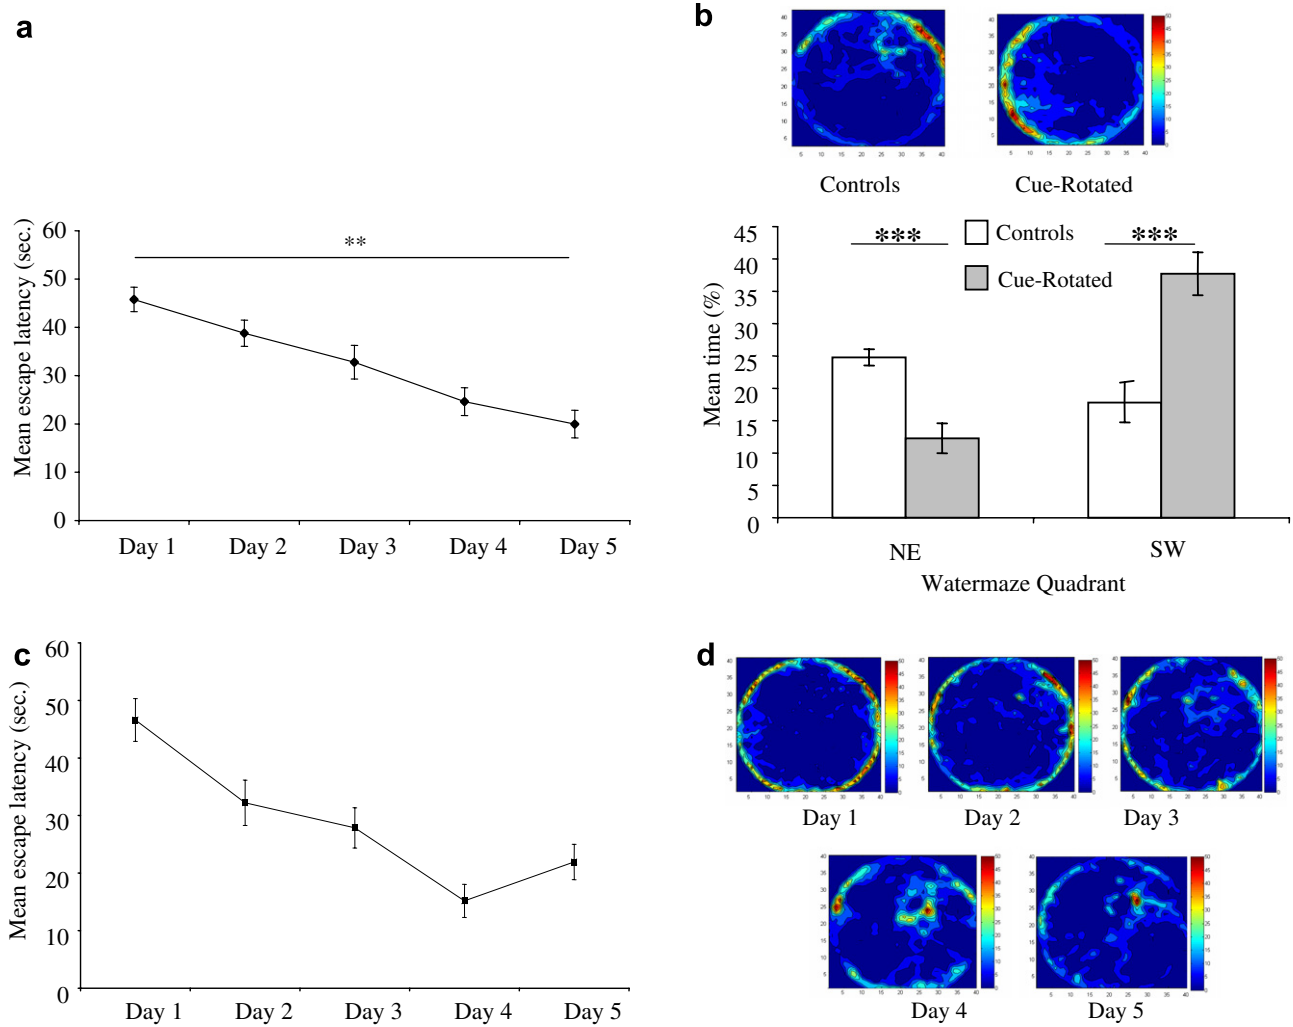 a
Mean escape latency (sec.)
60
50
40
30
20
10
0
**
Day 1 Day 2 Day 3 Day 4 Day 5
b
Controls Cue-Rotated
Mean time (%)
45
40
35
30
25
20
15
10
5
0
*** ***
Controls
Cue-Rotated
NE SW
Watermaze Quadrant
c
Mean escape latency (sec.)
60
50
40
30
20
10
0
Day 1 Day 2 Day 3 Day 4 Day 5
d
Day 1 Day 2 Day 3
Day 4 Day 5